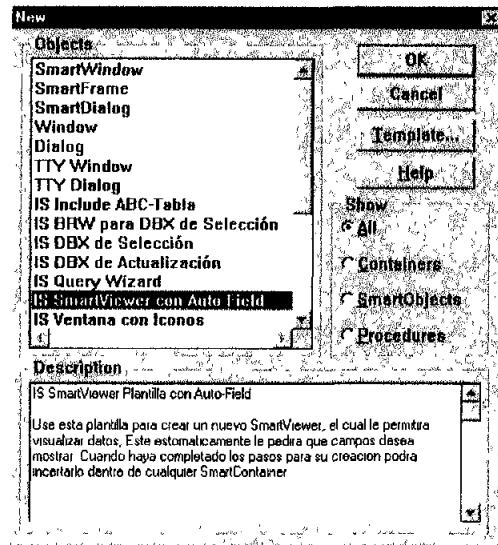 New
Objects
SmartWindow
SmartFrame
SmartDialog
Window
Dialog
TTY Window
TTY Dialog
IS Include ABC-Tabla
IS BRW para DBX de Selección
IS DBX de Selección
IS DBX de Actualización
IS Query Wizard
IS SmartViewer con Auto Field
IS Ventana con Iconos
OK
Cancel
Template...
Help
Show
All
Containers
SmartObjects
Procedures
Description
IS SmartViewer Plantilla con Auto-Field
Use esta plantilla para crear un nuevo SmartViewer, el cual le permitira
visualizar datos, Este estomaticamente le pedira que campos desea
mostrar. Cuando haya completado los pasos para su creacion podra
incertarlo dentro de cualquier SmartContainer